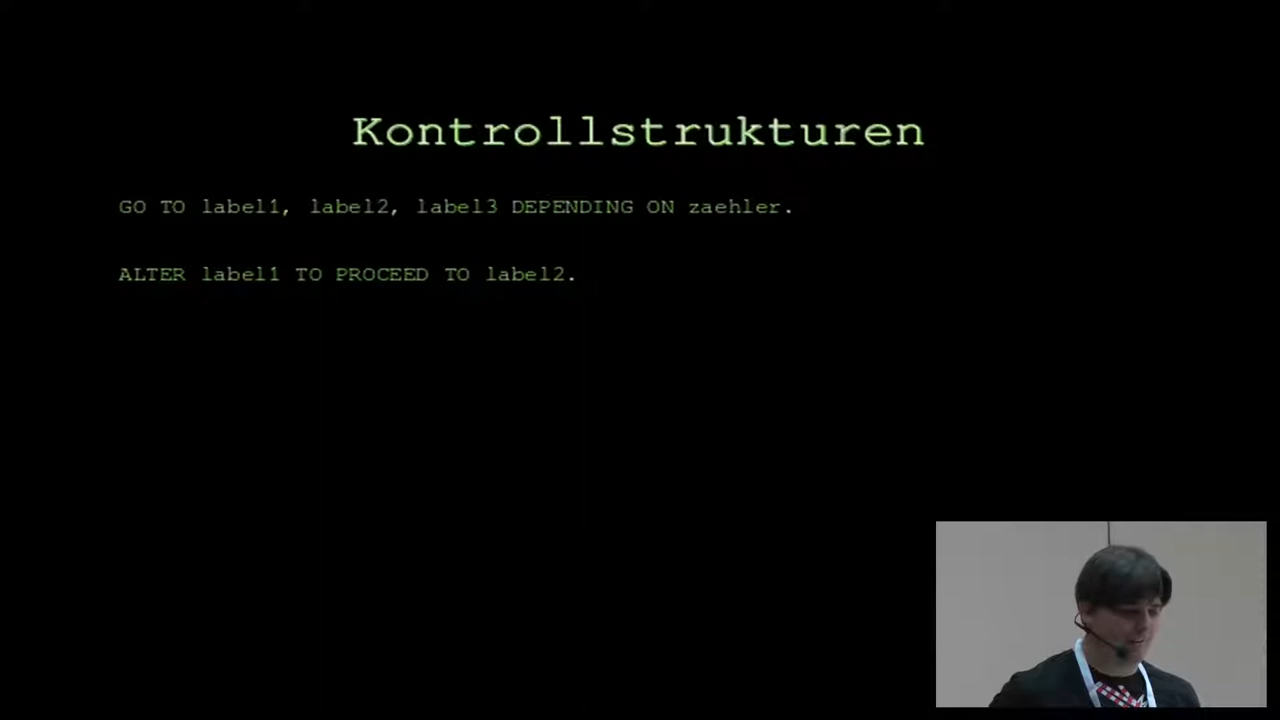 Kontrollstrukturen
GO TO label1, label2, label3 DEPENDING ON zaehler.
ALTER label1 TO PROCEED TO label2.